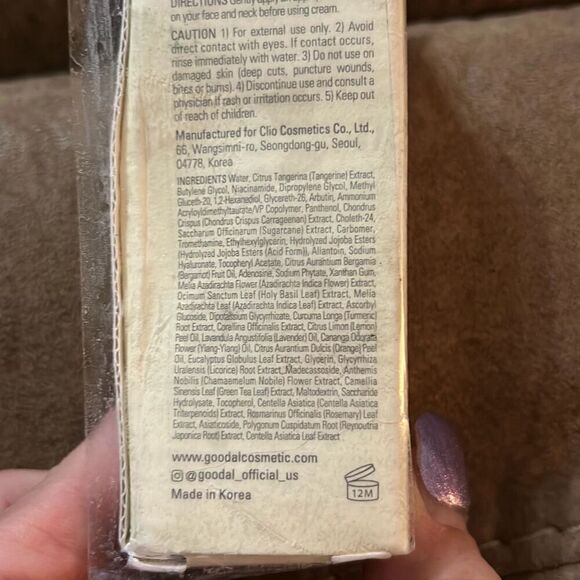 DIRECTIONS Gently apply
on your face and neck before using cream.
CAUTION 1) For external use only. 2) Avoid
direct contact with eyes. If contact occurs,
rinse immediately with water. 3) Do not use on
damaged skin (deep cuts, puncture wounds,
bites or burns). 4) Discontinue use and consult a
physician if rash or irritation occurs. 5) Keep out
of reach of children.
Manufactured for Clio Cosmetics Co., Ltd.,
66, Wangsimni-ro, Seongdong-gu, Seoul,
04778, Korea
INGREDIENTS Water, Citrus Tangerina (Tangerine) Extract,
Butylene Glycol, Niacinamide, Dipropylene Glycol, Methyl
Gluceth-20, 1,2-Hexanediol, Glycereth-26, Arbutin, Ammonium
Acryloyldimethyltaurate/VP Copolymer, Panthenol, Chondrus
Crispus (Chondrus Crispus Carrageenan) Extract, Choleth-24,
Saccharum Officinarum (Sugarcane) Extract, Carbomer,
Tromethamine, Ethylhexylglycerin, Hydrolyzed Jojoba Esters
(Hydrolyzed Jojoba Esters (Acid Form)), Allantoin, Sodium
Hyaluronate, Tocopheryl Acetate, Citrus Aurantium Bergamia
(Bergamot) Fruit Oil, Adenosine, Sodium Phytate, Xanthan Gum,
Melia Azadirachta Flower (Azadirachta Indica Flower) Extract,
Ocimum Sanctum Leaf (Holy Basil Leaf) Extract, Melia
Azadirachta Leaf (Azadirachta Indica Leaf) Extract, Ascorbyl
Glucoside, Dipotassium Glycyrrhizate, Curcuma Longa (Turmeric)
Root Extract, Corallina Officinalis Extract, Citrus Limon (Lemon)
Peel Oil, Lavandula Angustifolia (Lavender) Oil, Cananga Odorata
Flower (Ylang-Ylang) Oil, Citrus Aurantium Dulcis (Orange) Peel
Oil, Eucalyptus Globulus Leaf Extract, Glycerin, Glycyrrhiza
Uralensis (Licorice) Root Extract, Madecassoside, Anthemis
Nobilis (Chamaemelum Nobile) Flower Extract, Camellia
Sinensis Leaf (Green Tea Leaf) Extract, Maltodextrin, Saccharide
Hydrolysate, Tocopherol, Centella Asiatica (Centella Asiatica
Triterpenoids) Extract, Rosmarinus Officinalis (Rosemary) Leaf
Extract, Asiaticoside, Polygonum Cuspidatum Root (Reynoutria
Japonica Root) Extract, Centella Asiatica Leaf Extract
www.goodalcosmetic.com
@goodal_official_us
Made in Korea
12M